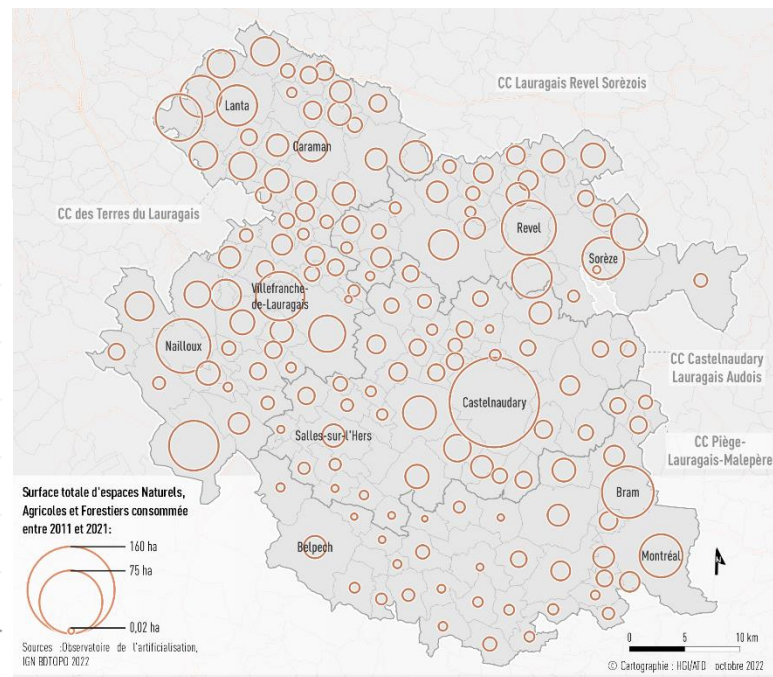 CC Lauragais Revel Sorèzois
Lanta
Caraman
CC des Terres du Lauragais
Revel
Sorèze
Villefranche-
de-Lauragais
Nailloux
CC Castelnaudary
Lauragais Audois
Castelnaudary
Salles-sur-l'Hers
CC Piège-
Lauragais-Malepère
Bram
Surface totale d'espaces Naturels,
Agricoles et Forestiers consommée
entre 2011 et 2021:
160 ha
75 ha
0,02 ha
Belpech
Montréal
N
Sources :Observatoire de l'artificialisation,
IGN BDTOPO 2022
0 5 10 km
© Cartographie : HGI/ATD octobre 2022